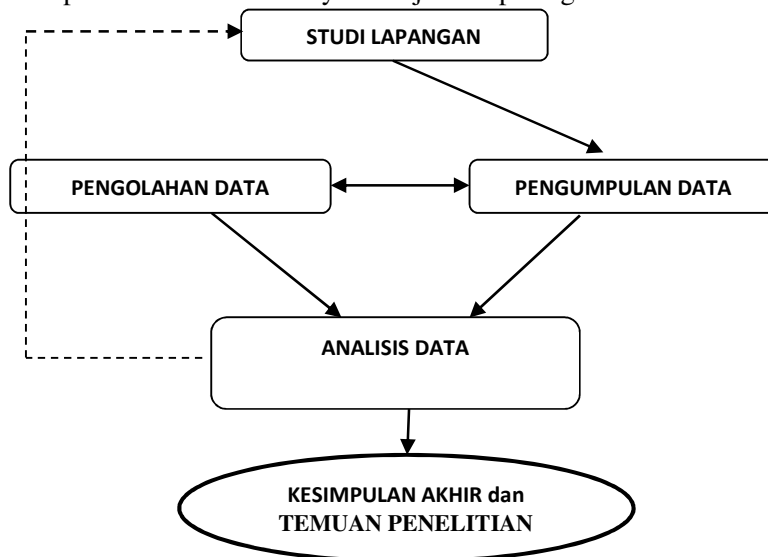 STUDI LAPANGAN
PENGOLAHAN DATA
PENGUMPULAN DATA
ANALISIS DATA
KESIMPULAN AKHIR dan
TEMUAN PENELITIAN